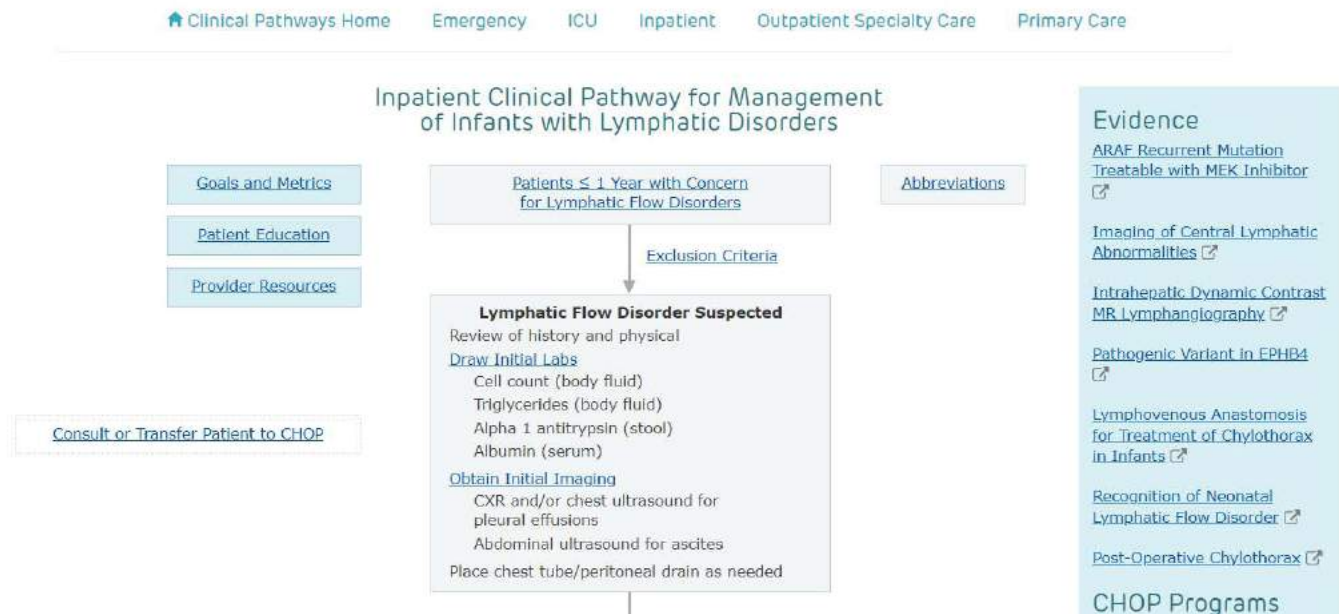 Clinical Pathways Home Emergency ICU Inpatient Outpatient Specialty Care Primary Care
Inpatient Clinical Pathway for Management
of Infants with Lymphatic Disorders
Goals and Metrics
Patient Education
Provider Resources
Consult or Transfer Patient to CHOP
Patients ≤ 1 Year with Concern
for Lymphatic Flow Disorders
Abbreviations
Exclusion Criteria
Lymphatic Flow Disorder Suspected
Review of history and physical
Draw Initial Labs
Cell count (body fluid)
Triglycerides (body fluid)
Alpha 1 antitrypsin (stool)
Albumin (serum)
Obtain Initial Imaging
CXR and/or chest ultrasound for
pleural effusions
Abdominal ultrasound for ascites
Place chest tube/peritoneal drain as needed
Evidence
ARAF Recurrent Mutation
Treatable with MEK Inhibitor
Imaging of Central Lymphatic
Abnormalities
Intrahepatic Dynamic Contrast
MR Lymphangiography
Pathogenic Variant in EPHB4
Lymphovenous Anastomosis
for Treatment of Chylothorax
in Infants
Recognition of Neonatal
Lymphatic Flow Disorder
Post-Operative Chylothorax
CHOP Programs